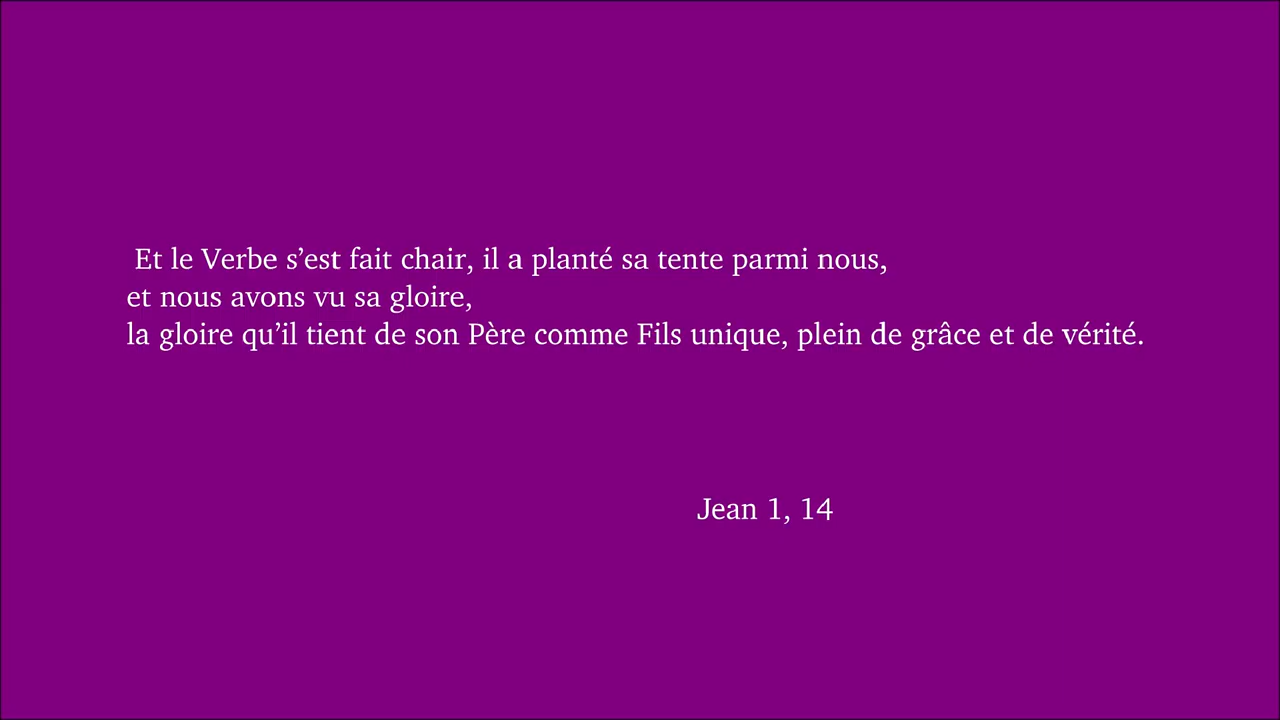 Et le Verbe s’est fait chair, il a planté sa tente parmi nous,
et nous avons vu sa gloire,
la gloire qu’il tient de son Père comme Fils unique, plein de grâce et de vérité.
Jean 1, 14